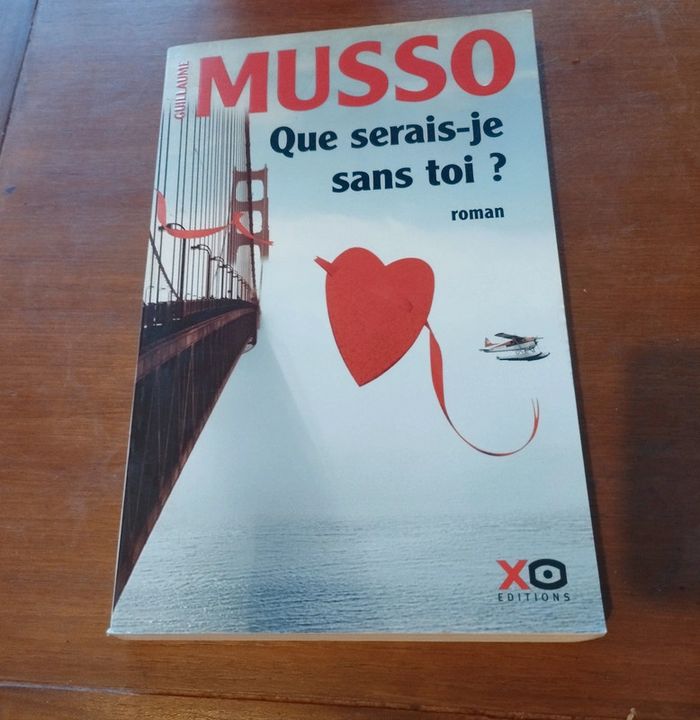 GUILLAUME
MUSSO
Que serais-je
sans toi ?
roman
XO
EDITIONS